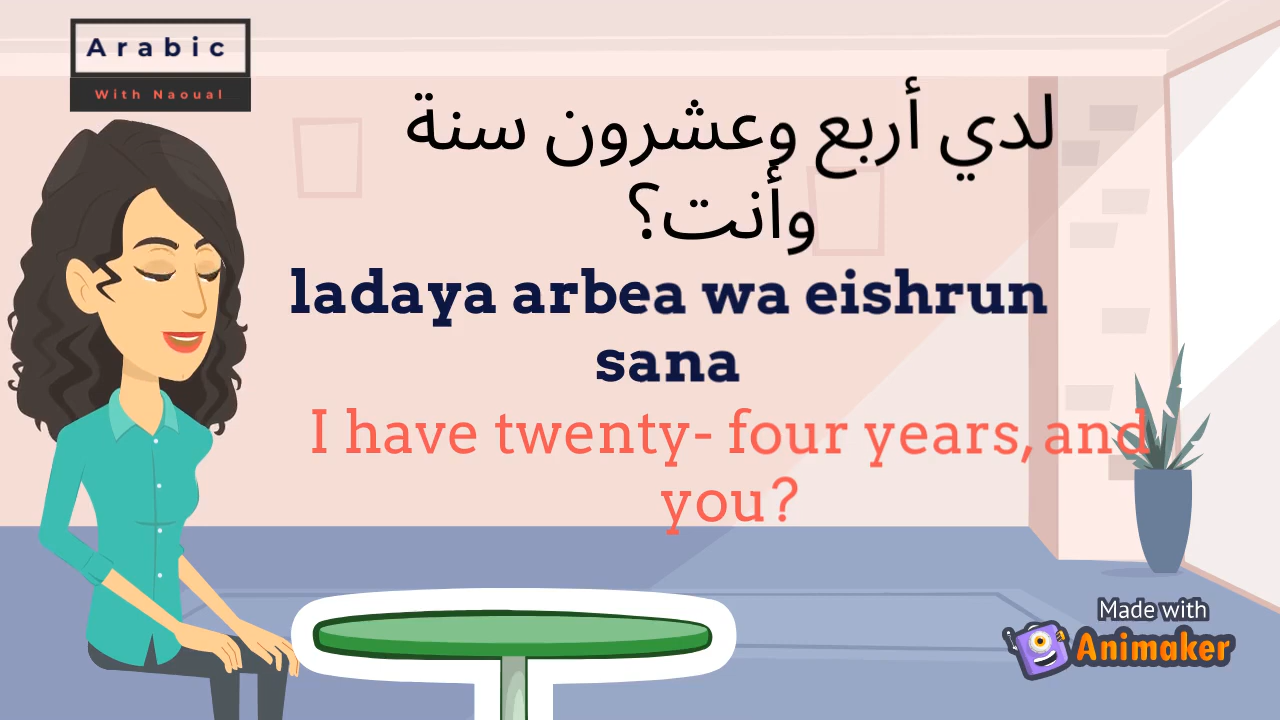 Arabic
With Naoual
لدي أربع وعشرون سنة
وأنت؟
ladaya arbea wa eishrun
sana
I have twenty- four years, and
you?
Made with
Animaker